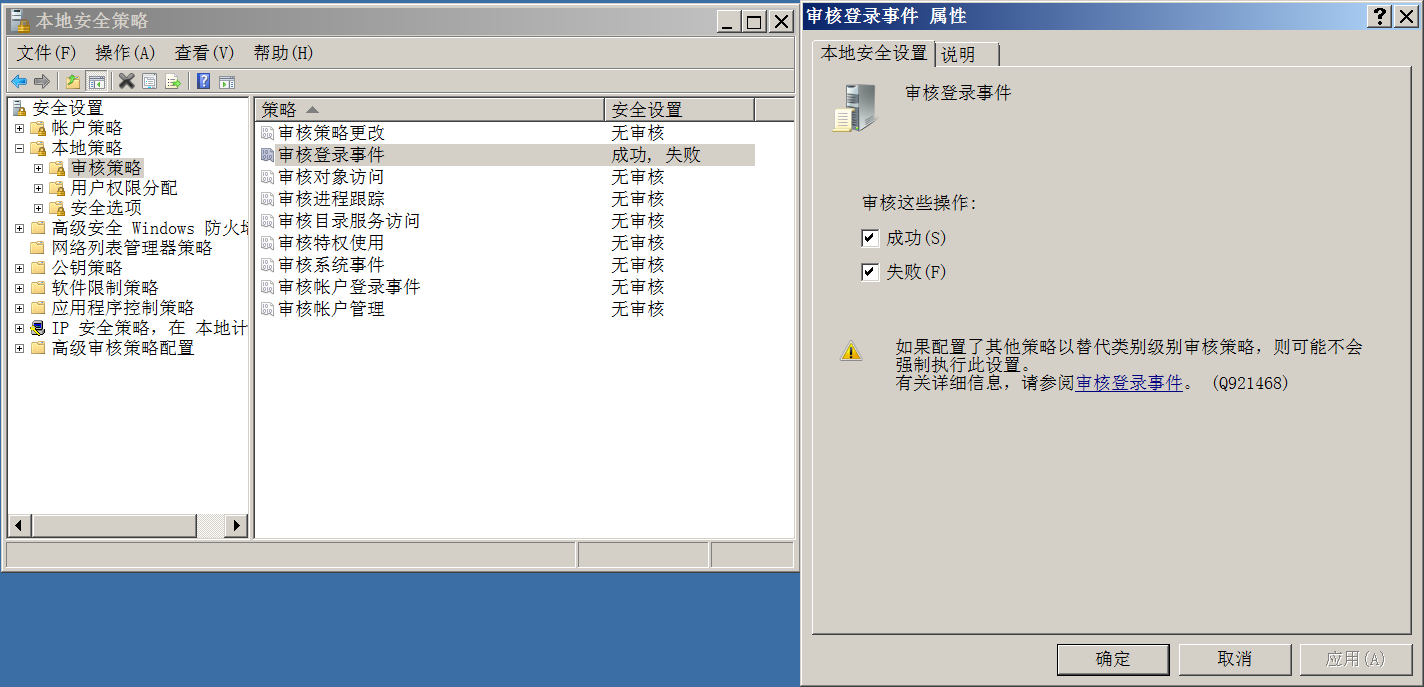 本地安全策略
文件(F) 操作(A) 查看(V) 帮助(H)
安全设置
帐户策略
本地策略
审核策略
用户权限分配
安全选项
高级安全 Windows 防火
网络列表管理器策略
公钥策略
软件限制策略
应用程序控制策略
IP 安全策略，在 本地计
高级审核策略配置
策略 安全设置
审核策略更改 无审核
审核登录事件 成功，失败
审核对象访问 无审核
审核进程跟踪 无审核
审核目录服务访问 无审核
审核特权使用 无审核
审核系统事件 无审核
审核帐户登录事件 无审核
审核帐户管理 无审核
审核登录事件 属性
本地安全设置 说明
审核登录事件
审核这些操作:
成功(S)
失败(F)
如果配置了其他策略以替代类别级别审核策略，则可能不会
强制执行此设置。
有关详细信息，请参阅审核登录事件。 (Q921468)
确定 取消 应用(A)